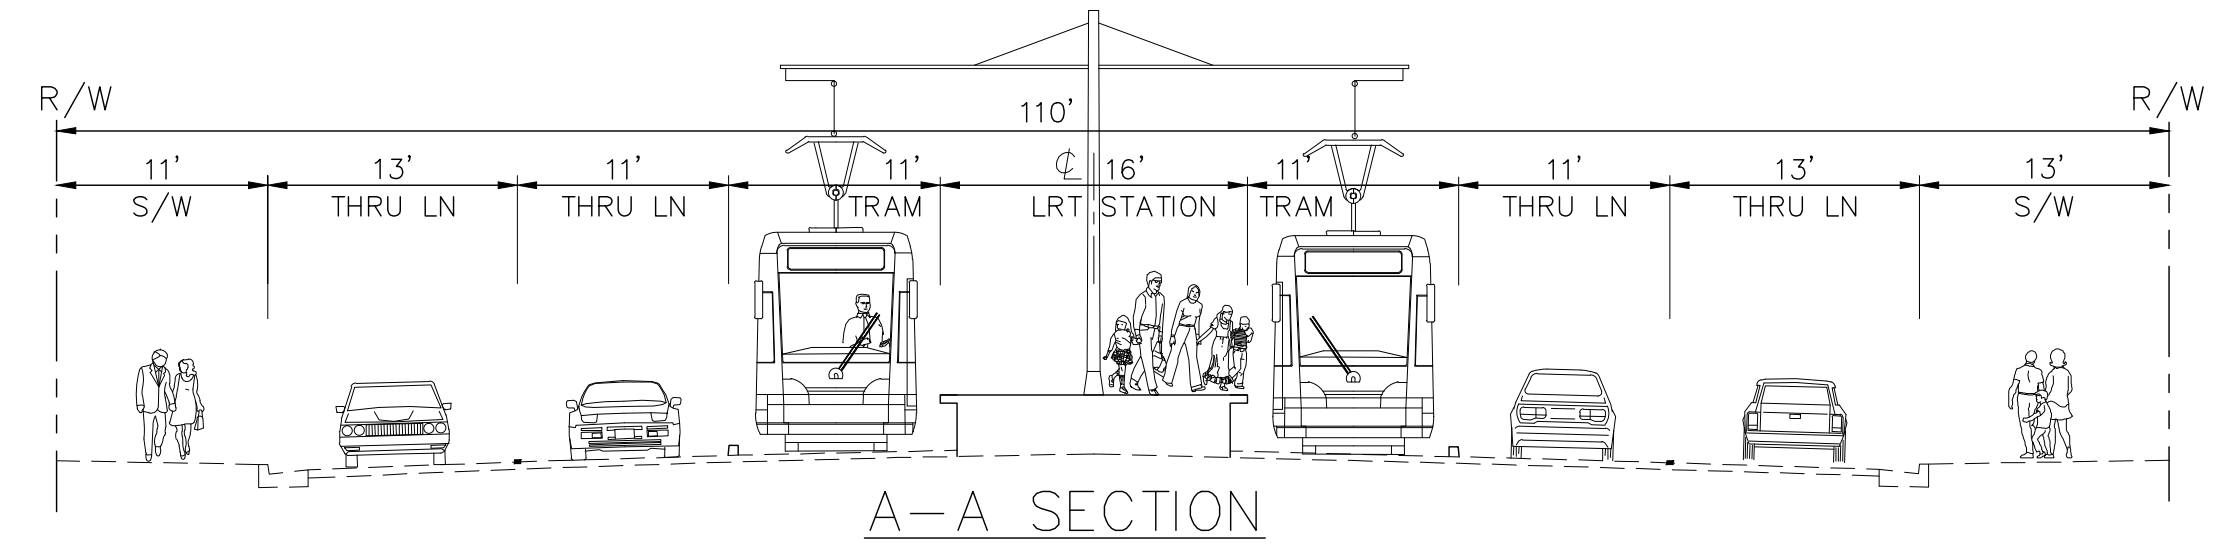 R/W R/W
110'
11' 13' 11' 11' ℄ 16' 11' 11' 13' 13'
S/W THRU LN THRU LN TRAM LRT STATION TRAM THRU LN THRU LN S/W
A-A SECTION